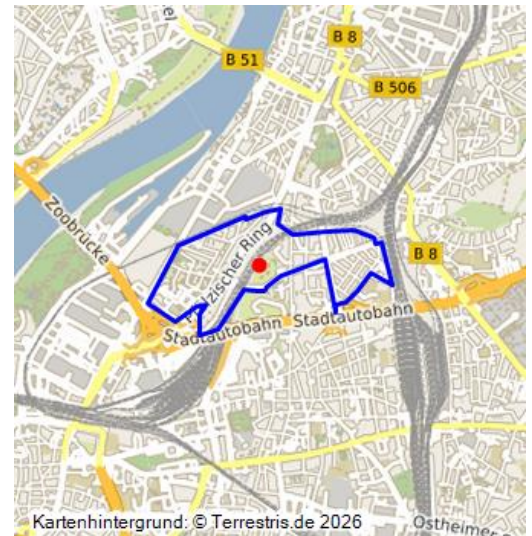 B 8
B 51
B 506
Zoobrücke
zischer Ring
B 8
Stadtautobahn
Stadtautobahn
Kartenhintergrund: © Terrestris.de 2026
Ostheimer